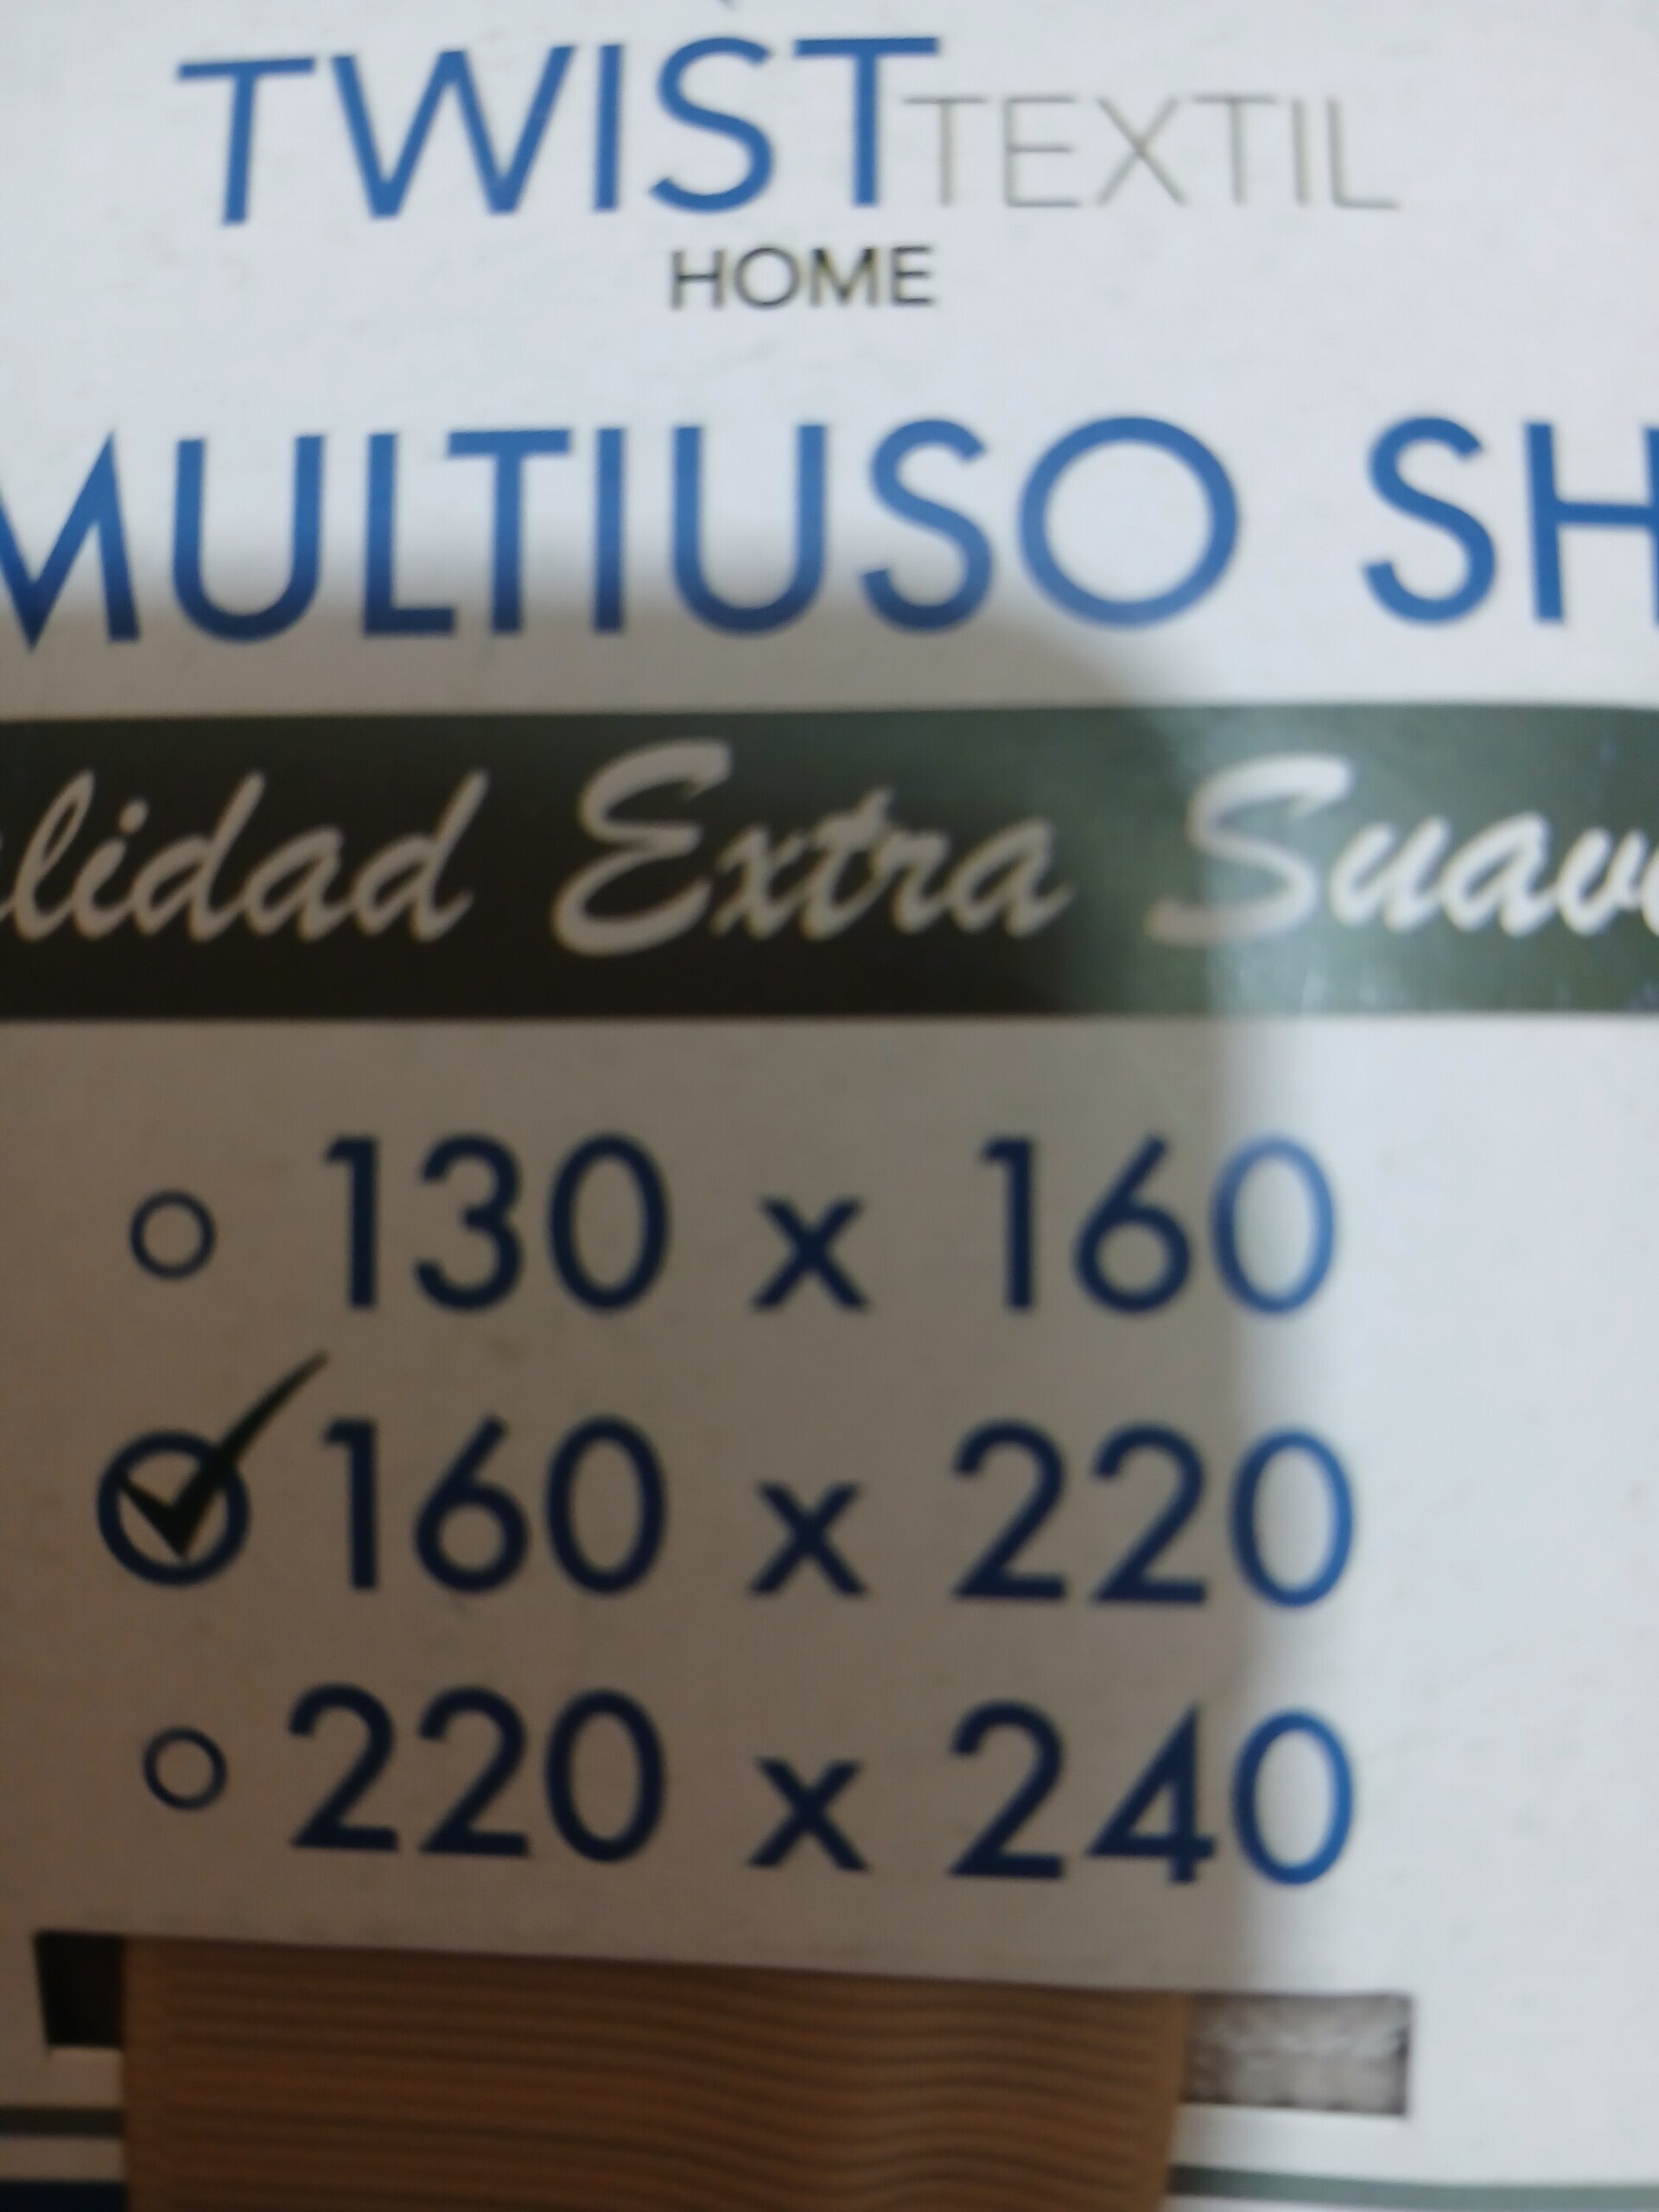 TWIST TEXTIL
HOME
MULTIUSO SH
lidad Extra Suav
130 x 160
160 x 220
220 x 240